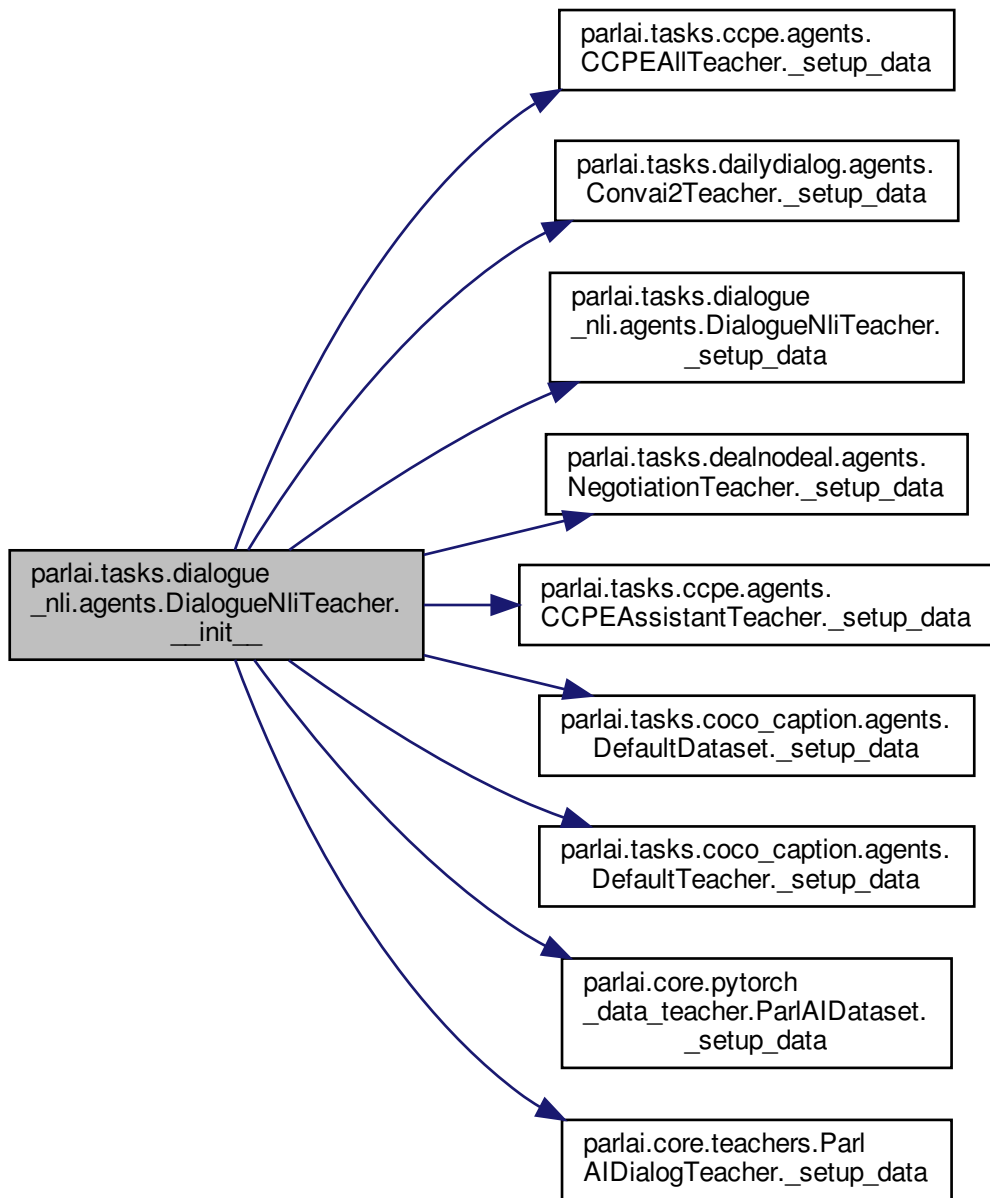 parlai.tasks.ccpe.agents.
CCPEAllTeacher._setup_data
parlai.tasks.dailydialog.agents.
Convai2Teacher._setup_data
parlai.tasks.dialogue
_nli.agents.DialogueNliTeacher.
_setup_data
parlai.tasks.dealnodeal.agents.
NegotiationTeacher._setup_data
parlai.tasks.dialogue
_nli.agents.DialogueNliTeacher.
__init__
parlai.tasks.ccpe.agents.
CCPEAssistantTeacher._setup_data
parlai.tasks.coco_caption.agents.
DefaultDataset._setup_data
parlai.tasks.coco_caption.agents.
DefaultTeacher._setup_data
parlai.core.pytorch
_data_teacher.ParlAIDataset.
_setup_data
parlai.core.teachers.Parl
AIDialogTeacher._setup_data